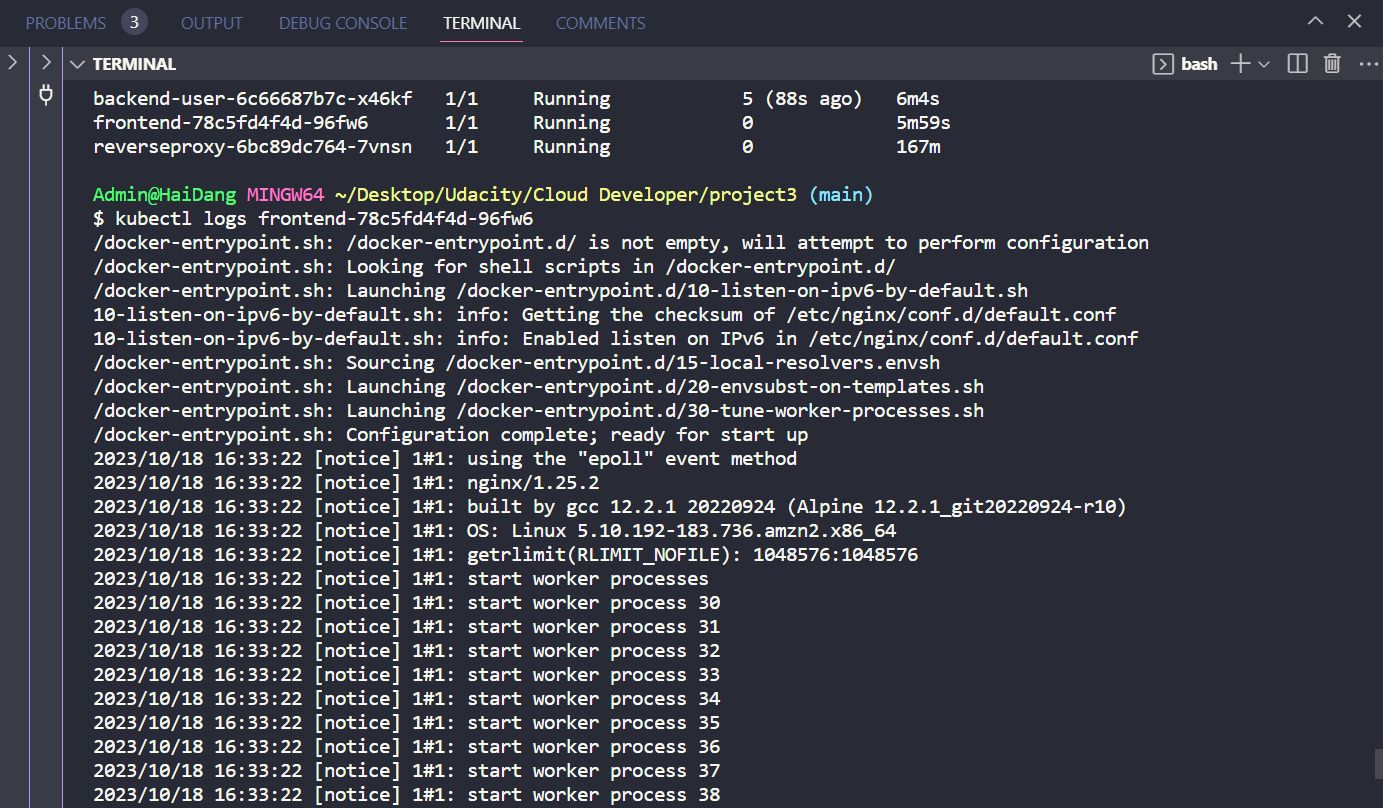 PROBLEMS 3 OUTPUT DEBUG CONSOLE TERMINAL COMMENTS
TERMINAL bash
backend-user-6c66687b7c-x46kf 1/1 Running 5 (88s ago) 6m4s
frontend-78c5fd4f4d-96fw6 1/1 Running 0 5m59s
reverseproxy-6bc89dc764-7vnsn 1/1 Running 0 167m
Admin@HaiDang MINGW64 ~/Desktop/Udacity/Cloud Developer/project3 (main)
$ kubectl logs frontend-78c5fd4f4d-96fw6
/docker-entrypoint.sh: /docker-entrypoint.d/ is not empty, will attempt to perform configuration
/docker-entrypoint.sh: Looking for shell scripts in /docker-entrypoint.d/
/docker-entrypoint.sh: Launching /docker-entrypoint.d/10-listen-on-ipv6-by-default.sh
10-listen-on-ipv6-by-default.sh: info: Getting the checksum of /etc/nginx/conf.d/default.conf
10-listen-on-ipv6-by-default.sh: info: Enabled listen on IPv6 in /etc/nginx/conf.d/default.conf
/docker-entrypoint.sh: Sourcing /docker-entrypoint.d/15-local-resolvers.envsh
/docker-entrypoint.sh: Launching /docker-entrypoint.d/20-envsubst-on-templates.sh
/docker-entrypoint.sh: Launching /docker-entrypoint.d/30-tune-worker-processes.sh
/docker-entrypoint.sh: Configuration complete; ready for start up
2023/10/18 16:33:22 [notice] 1#1: using the "epoll" event method
2023/10/18 16:33:22 [notice] 1#1: nginx/1.25.2
2023/10/18 16:33:22 [notice] 1#1: built by gcc 12.2.1 20220924 (Alpine 12.2.1_git20220924-r10)
2023/10/18 16:33:22 [notice] 1#1: OS: Linux 5.10.192-183.736.amzn2.x86_64
2023/10/18 16:33:22 [notice] 1#1: getrlimit(RLIMIT_NOFILE): 1048576:1048576
2023/10/18 16:33:22 [notice] 1#1: start worker processes
2023/10/18 16:33:22 [notice] 1#1: start worker process 30
2023/10/18 16:33:22 [notice] 1#1: start worker process 31
2023/10/18 16:33:22 [notice] 1#1: start worker process 32
2023/10/18 16:33:22 [notice] 1#1: start worker process 33
2023/10/18 16:33:22 [notice] 1#1: start worker process 34
2023/10/18 16:33:22 [notice] 1#1: start worker process 35
2023/10/18 16:33:22 [notice] 1#1: start worker process 36
2023/10/18 16:33:22 [notice] 1#1: start worker process 37
2023/10/18 16:33:22 [notice] 1#1: start worker process 38